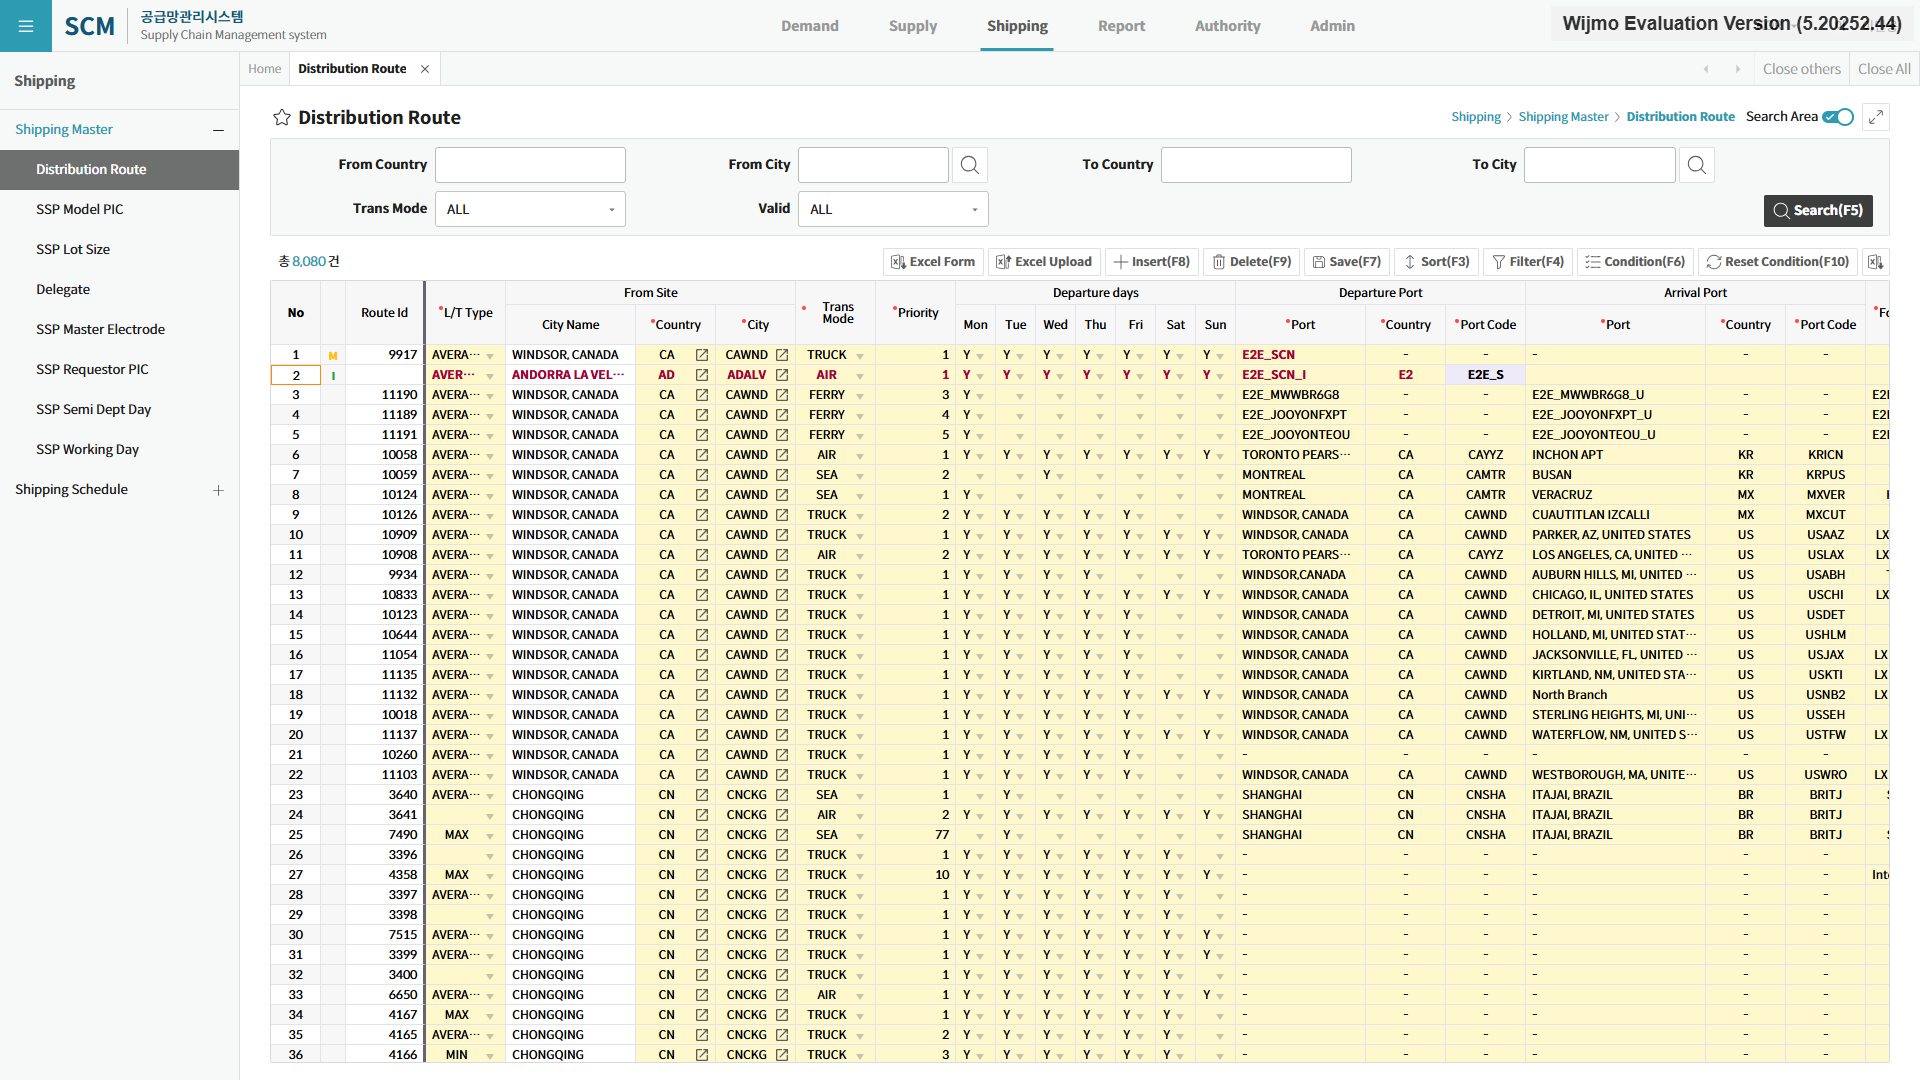 SCM 공급망관리시스템 Supply Chain Management system
Demand Supply Shipping Report Authority Admin
Wijmo Evaluation Version (5.20252.44)
Shipping
Shipping Master
Distribution Route
SSP Model PIC
SSP Lot Size
Delegate
SSP Master Electrode
SSP Requestor PIC
SSP Semi Dept Day
SSP Working Day
Shipping Schedule
Home Distribution Route Close others Close All
Distribution Route
Shipping > Shipping Master > Distribution Route Search Area
From Country From City To Country To City
Trans Mode ALL Valid ALL Search(F5)
총 8,080 건
Excel Form Excel Upload Insert(F8) Delete(F9) Save(F7) Sort(F3) Filter(F4) Condition(F6) Reset Condition(F10)
No Route Id *L/T Type From Site * Trans Mode *Priority Departure days Departure Port Arrival Port
City Name *Country *City Mon Tue Wed Thu Fri Sat Sun *Port *Country *Port Code *Port *Country *Port Code
1 M 9917 AVERA··· WINDSOR, CANADA CA CAWND TRUCK 1 Y Y Y Y Y Y Y E2E_SCN - - - - -
2 I AVER··· ANDORRA LA VEL··· AD ADALV AIR 1 Y Y Y Y Y Y Y E2E_SCN_I E2 E2E_S
3 11190 AVERA··· WINDSOR, CANADA CA CAWND FERRY 3 Y E2E_MWWBR6G8 - - E2E_MWWBR6G8_U - -
4 11189 AVERA··· WINDSOR, CANADA CA CAWND FERRY 4 Y E2E_JOOYONFXPT - - E2E_JOOYONFXPT_U - -
5 11191 AVERA··· WINDSOR, CANADA CA CAWND FERRY 5 Y E2E_JOOYONTEOU - - E2E_JOOYONTEOU_U - -
6 10058 AVERA··· WINDSOR, CANADA CA CAWND AIR 1 Y Y Y Y Y Y Y TORONTO PEARS··· CA CAYYZ INCHON APT KR KRICN
7 10059 AVERA··· WINDSOR, CANADA CA CAWND SEA 2 Y MONTREAL CA CAMTR BUSAN KR KRPUS
8 10124 AVERA··· WINDSOR, CANADA CA CAWND SEA 1 Y MONTREAL CA CAMTR VERACRUZ MX MXVER
9 10126 AVERA··· WINDSOR, CANADA CA CAWND TRUCK 2 Y Y Y Y Y WINDSOR, CANADA CA CAWND CUAUTITLAN IZCALLI MX MXCUT
10 10909 AVERA··· WINDSOR, CANADA CA CAWND TRUCK 1 Y Y Y Y Y Y Y WINDSOR, CANADA CA CAWND PARKER, AZ, UNITED STATES US USAAZ LX
11 10908 AVERA··· WINDSOR, CANADA CA CAWND AIR 2 Y Y Y Y Y Y Y TORONTO PEARS··· CA CAYYZ LOS ANGELES, CA, UNITED ··· US USLAX LX
12 9934 AVERA··· WINDSOR, CANADA CA CAWND TRUCK 1 Y Y Y Y WINDSOR,CANADA CA CAWND AUBURN HILLS, MI, UNITED ··· US USABH
13 10833 AVERA··· WINDSOR, CANADA CA CAWND TRUCK 1 Y Y Y Y Y Y Y WINDSOR, CANADA CA CAWND CHICAGO, IL, UNITED STATES US USCHI LX
14 10123 AVERA··· WINDSOR, CANADA CA CAWND TRUCK 1 Y Y Y Y Y WINDSOR, CANADA CA CAWND DETROIT, MI, UNITED STATES US USDET
15 10644 AVERA··· WINDSOR, CANADA CA CAWND TRUCK 1 Y Y Y Y Y WINDSOR, CANADA CA CAWND HOLLAND, MI, UNITED STAT··· US USHLM
16 11054 AVERA··· WINDSOR, CANADA CA CAWND TRUCK 1 Y Y Y Y Y WINDSOR, CANADA CA CAWND JACKSONVILLE, FL, UNITED ··· US USJAX LX
17 11135 AVERA··· WINDSOR, CANADA CA CAWND TRUCK 1 Y Y Y Y Y WINDSOR, CANADA CA CAWND KIRTLAND, NM, UNITED STA··· US USKTI LX
18 11132 AVERA··· WINDSOR, CANADA CA CAWND TRUCK 1 Y Y Y Y Y Y Y WINDSOR, CANADA CA CAWND North Branch US USNB2 LX
19 10018 AVERA··· WINDSOR, CANADA CA CAWND TRUCK 1 Y Y Y Y Y WINDSOR, CANADA CA CAWND STERLING HEIGHTS, MI, UNI··· US USSEH
20 11137 AVERA··· WINDSOR, CANADA CA CAWND TRUCK 1 Y Y Y Y Y Y Y WINDSOR, CANADA CA CAWND WATERFLOW, NM, UNITED S··· US USTFW LX
21 10260 AVERA··· WINDSOR, CANADA CA CAWND TRUCK 1 Y Y Y Y Y - - - - - -
22 11103 AVERA··· WINDSOR, CANADA CA CAWND TRUCK 1 Y Y Y Y Y WINDSOR, CANADA CA CAWND WESTBOROUGH, MA, UNITE··· US USWRO LX
23 3640 AVERA··· CHONGQING CN CNCKG SEA 1 Y SHANGHAI CN CNSHA ITAJAI, BRAZIL BR BRITJ
24 3641 CHONGQING CN CNCKG AIR 2 Y Y Y Y Y Y Y SHANGHAI CN CNSHA ITAJAI, BRAZIL BR BRITJ
25 7490 MAX CHONGQING CN CNCKG SEA 77 Y SHANGHAI CN CNSHA ITAJAI, BRAZIL BR BRITJ
26 3396 CHONGQING CN CNCKG TRUCK 1 Y Y Y Y Y Y - - - - - -
27 4358 MAX CHONGQING CN CNCKG TRUCK 10 Y Y Y Y Y Y Y - - - - - -
28 3397 AVERA··· CHONGQING CN CNCKG TRUCK 1 Y Y Y Y Y Y - - - - - -
29 3398 CHONGQING CN CNCKG TRUCK 1 Y Y Y Y Y Y - - - - - -
30 7515 AVERA··· CHONGQING CN CNCKG TRUCK 1 Y Y Y Y Y Y Y - - - - - -
31 3399 AVERA··· CHONGQING CN CNCKG TRUCK 1 Y Y Y Y Y Y Y - - - - - -
32 3400 CHONGQING CN CNCKG TRUCK 1 Y Y Y Y Y Y - - - - - -
33 6650 AVERA··· CHONGQING CN CNCKG AIR 1 Y Y Y Y Y Y Y - - - - - -
34 4167 MAX CHONGQING CN CNCKG TRUCK 1 Y Y Y Y Y Y - - - - - -
35 4165 AVERA··· CHONGQING CN CNCKG TRUCK 2 Y Y Y Y Y Y - - - - - -
36 4166 MIN CHONGQING CN CNCKG TRUCK 3 Y Y Y Y Y Y - - - - - -